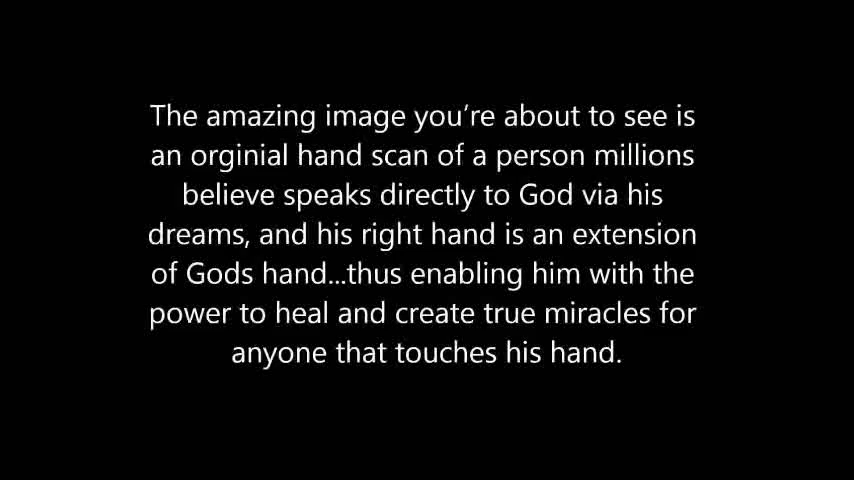 The amazing image you’re about to see is
an orginial hand scan of a person millions
believe speaks directly to God via his
dreams, and his right hand is an extension
of Gods hand...thus enabling him with the
power to heal and create true miracles for
anyone that touches his hand.